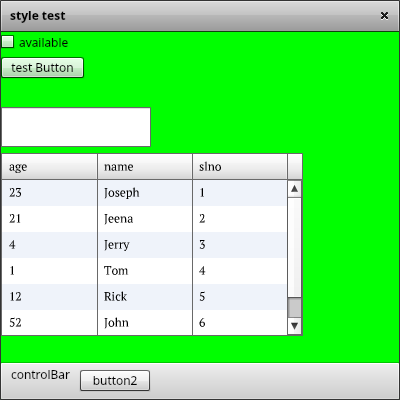 style test
available
test Button
age name slno
23 Joseph 1
21 Jeena 2
4 Jerry 3
1 Tom 4
12 Rick 5
52 John 6
controlBar button2